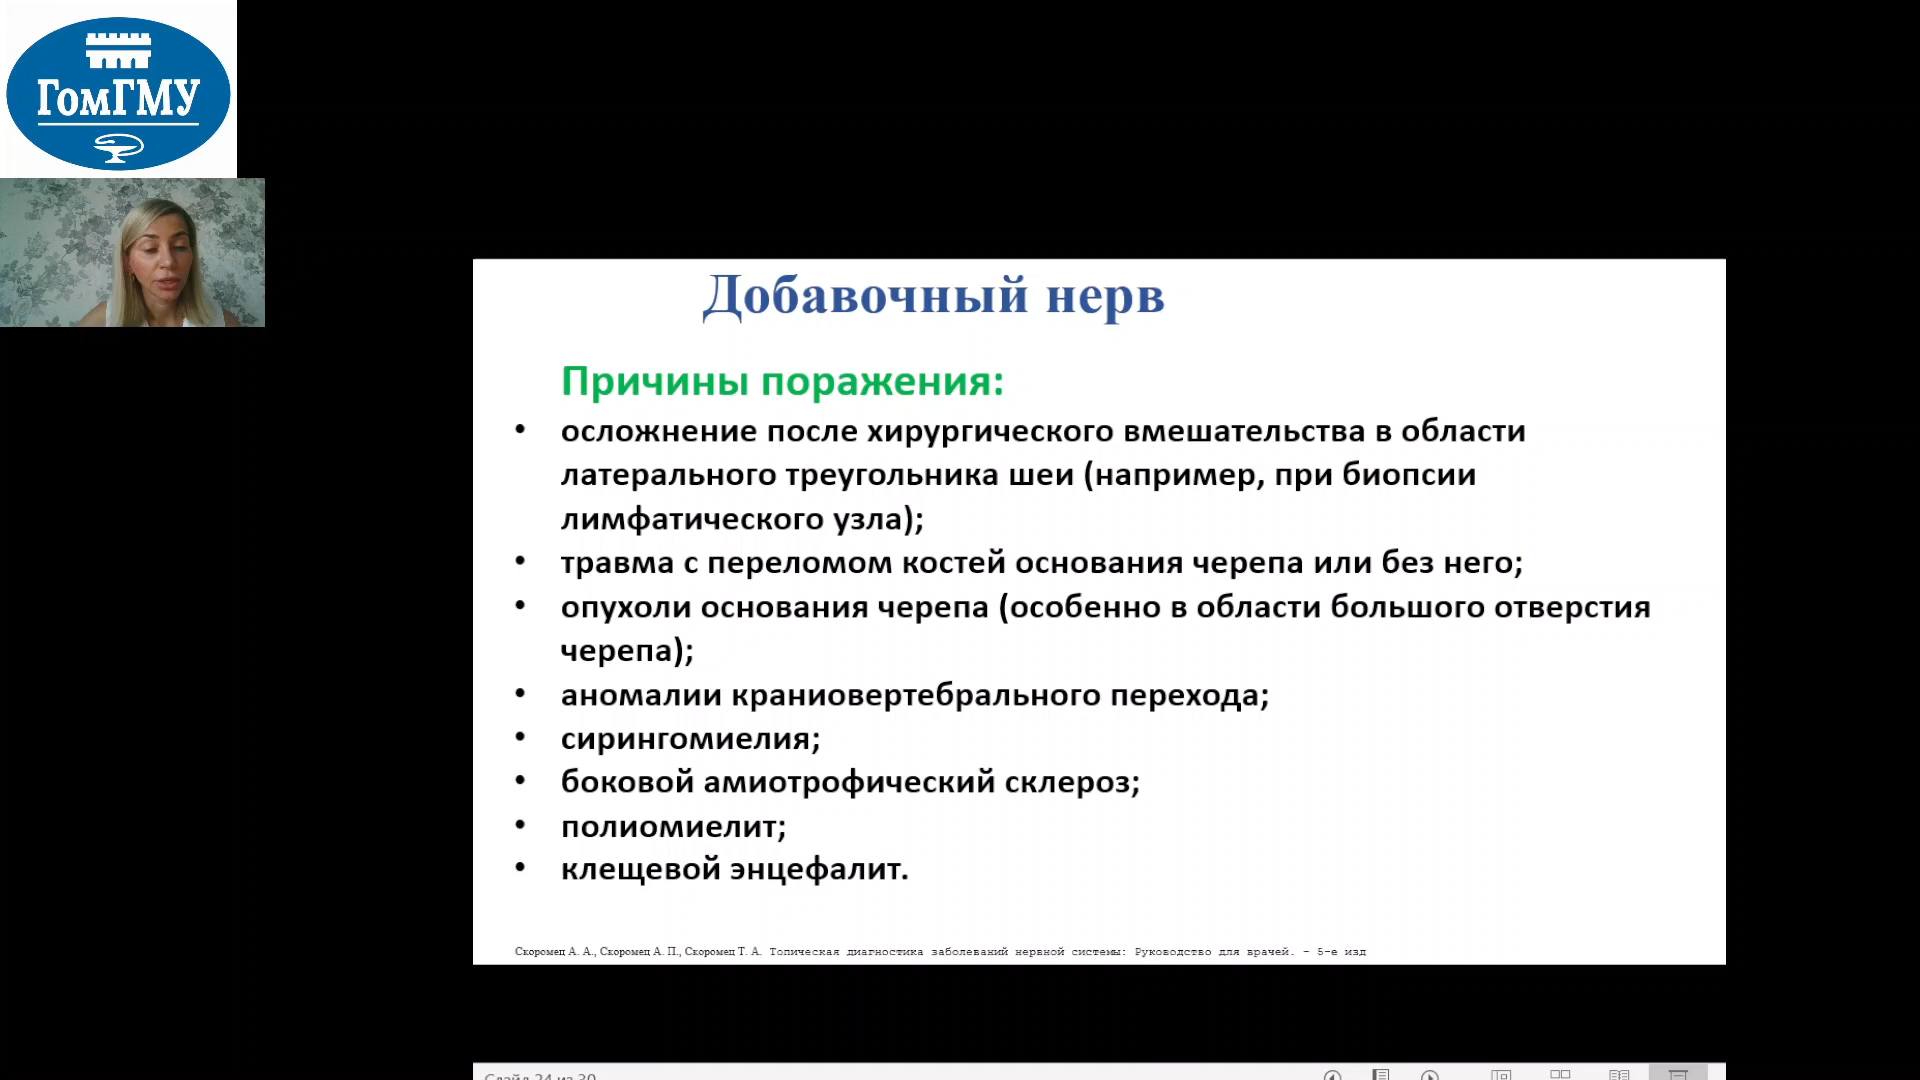 ГомГМУ
Добавочный нерв
Причины поражения:
• осложнение после хирургического вмешательства в области
латерального треугольника шеи (например, при биопсии
лимфатического узла);
• травма с переломом костей основания черепа или без него;
• опухоли основания черепа (особенно в области большого отверстия
черепа);
• аномалии краниовертебрального перехода;
• сирингомиелия;
• боковой амиотрофический склероз;
• полиомиелит;
• клещевой энцефалит.
Скоромец А. А., Скоромец А. П., Скоромец Т. А. Топическая диагностика заболеваний нервной системы: Руководство для врачей. - 5-е изд
Слайд 24 из 30